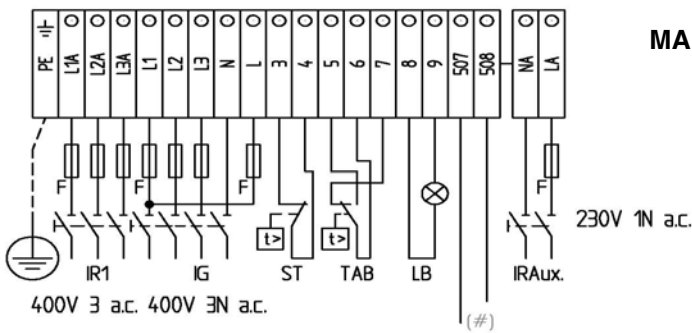 MA
PE L1A L2A L3A L1 L2 L3 N L 3 4 5 6 7 8 9 507 508 NA LA
F F F F
t> t>
230V 1N a.c.
IR1 IG ST TAB LB IRAux.
400V 3 a.c. 400V 3N a.c.
(#)